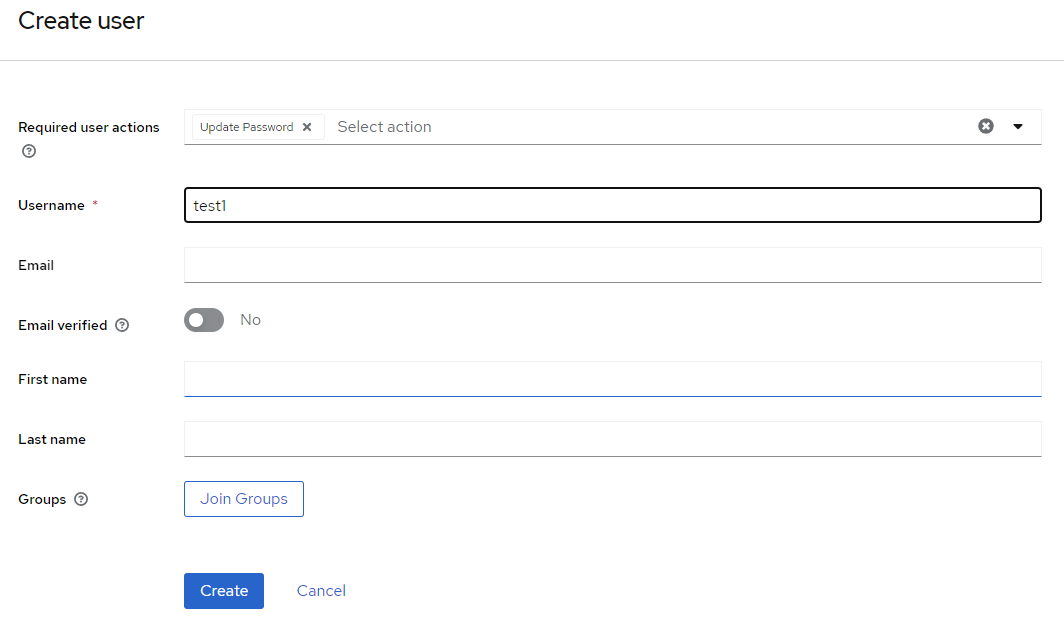 Create user
Required user actions
Update Password
Select action
Username *
test1
Email
Email verified
No
First name
Last name
Groups
Join Groups
Create
Cancel